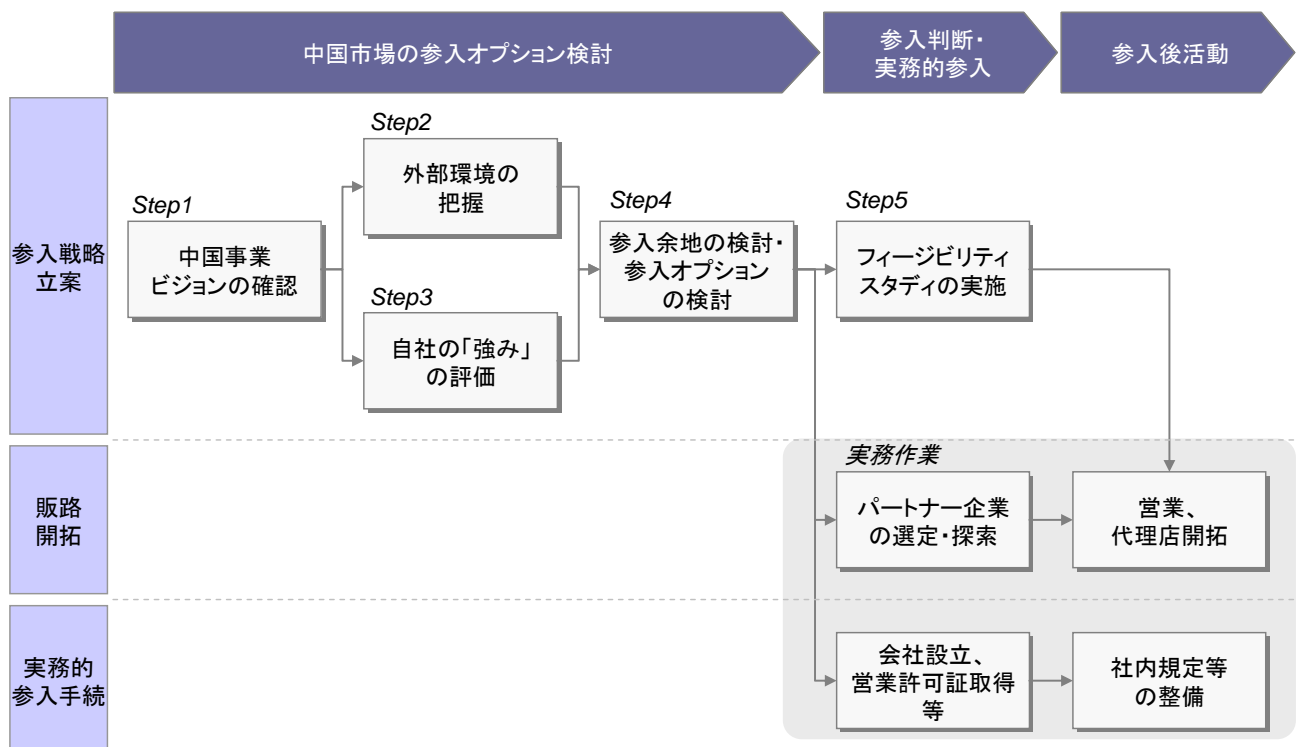 中国市場の参入オプション検討
参入判断・
実務的参入
参入後活動
参入戦略
立案
Step1
中国事業
ビジョンの確認
Step2
外部環境の
把握
Step3
自社の「強み」
の評価
Step4
参入余地の検討・
参入オプション
の検討
Step5
フィージビリティ
スタディの実施
販路
開拓
実務作業
パートナー企業
の選定・探索
営業、
代理店開拓
実務的
参入手続
会社設立、
営業許可証取得
等
社内規定等
の整備